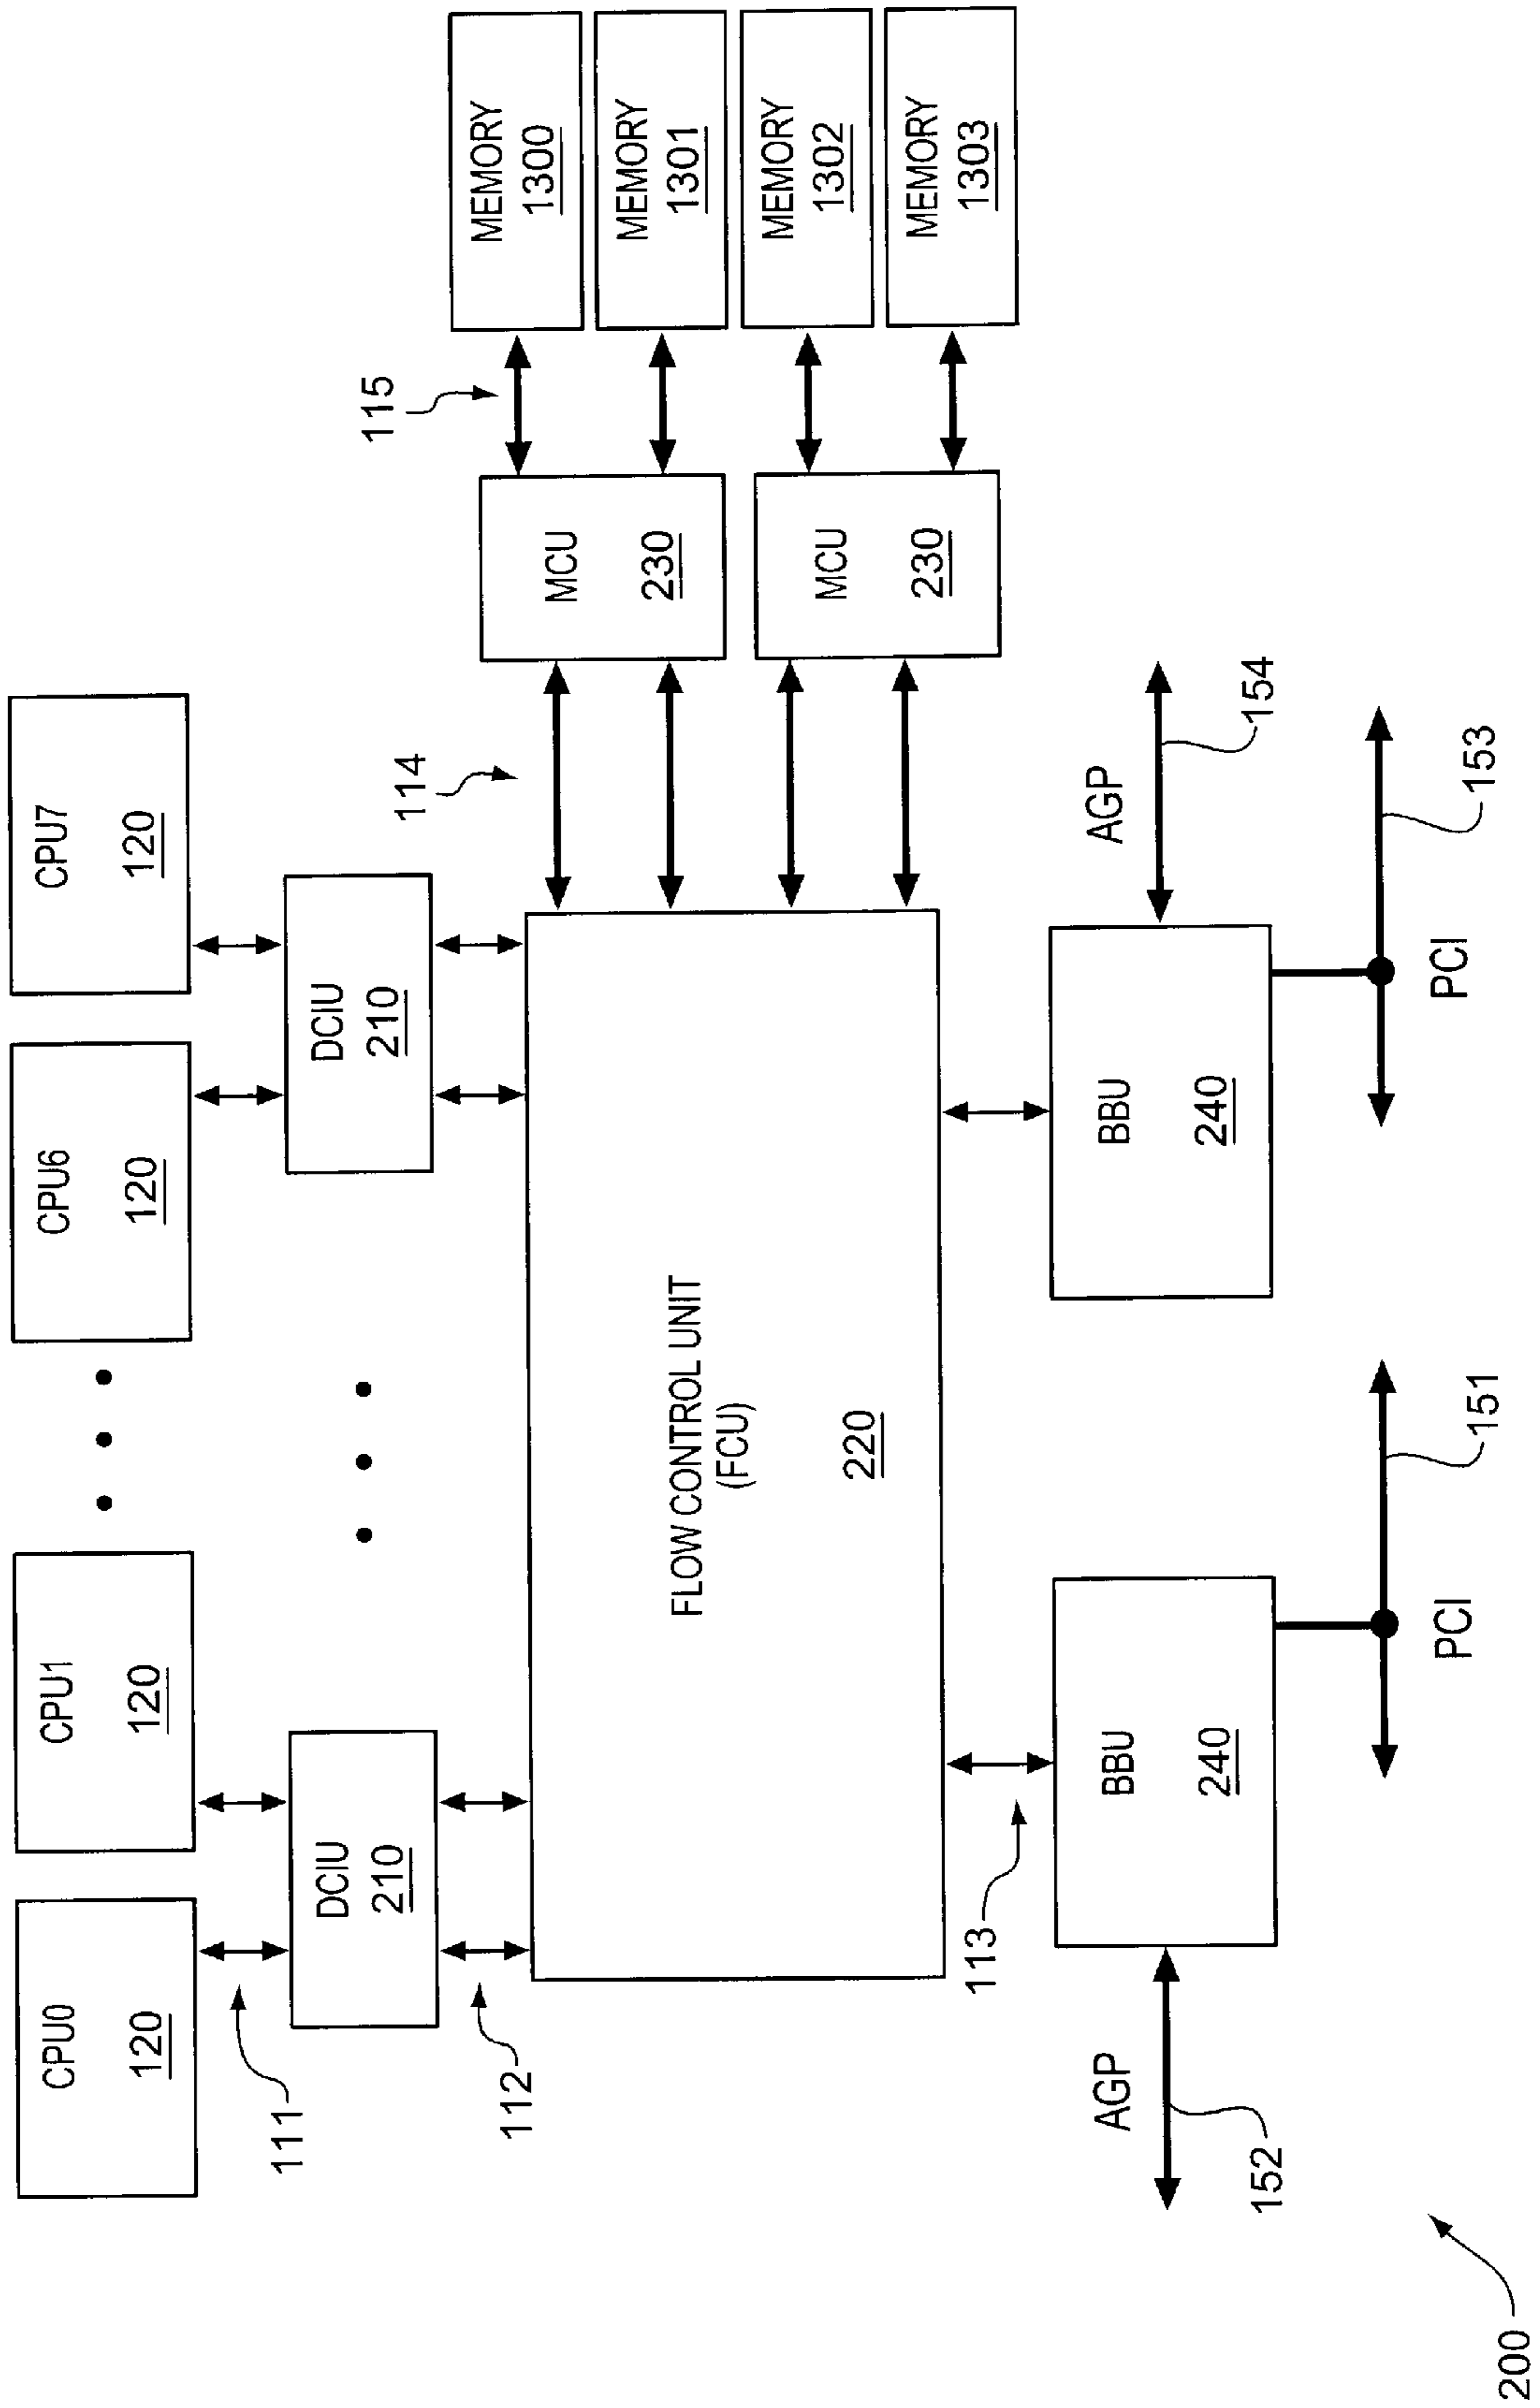 CPU0
120
CPU1
120
CPU6
120
CPU7
120
111
DCIU
210
DCIU
210
112
114
115
FLOW CONTROL UNIT
(FCU)
220
MCU
230
MCU
230
MEMORY
1300
MEMORY
1301
MEMORY
1302
MEMORY
1303
113
BBU
240
BBU
240
AGP
152
AGP
154
PCI
151
PCI
153
200